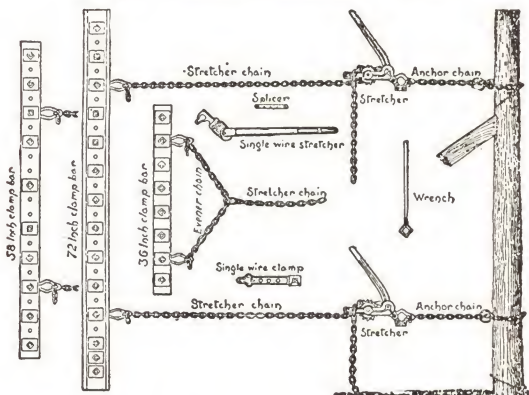 Stretcher chain
Anchor chain
Splicer
Stretcher
Single wire stretcher
58 Inch clamp bar
72 Inch clamp bar
36 Inch clamp bar
Evener chain
Stretcher chain
Wrench
Single wire clamp
Stretcher chain
Anchor chain
Stretcher